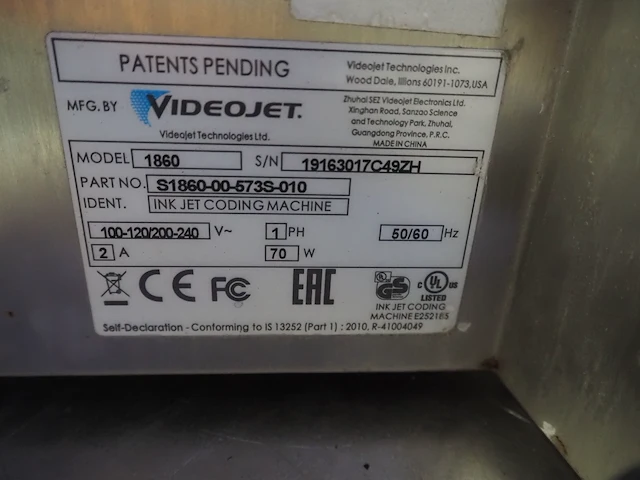 PATENTS PENDING
Videojet Technologies Inc.
Wood Dale, Illions 60191-1073, USA
MFG. BY VIDEOJET.
Videojet Technologies Ltd.
Zhuhai SEZ Videojet Electronics Ltd.
Xinghan Road, Sanzao Science
and Technology Park, Zhuhai,
Guangdong Province, P.R.C.
MADE IN CHINA
MODEL 1860 S/N 19163017C49ZH
PART NO. S1860-00-573S-010
IDENT. INK JET CODING MACHINE
100-120/200-240 V~ 1 PH 50/60 Hz
2 A 70 W
CE FC EAC GS c UL US
LISTED
INK JET CODING
MACHINE E252185
Self-Declaration - Conforming to IS 13252 (Part 1) : 2010, R-41004049